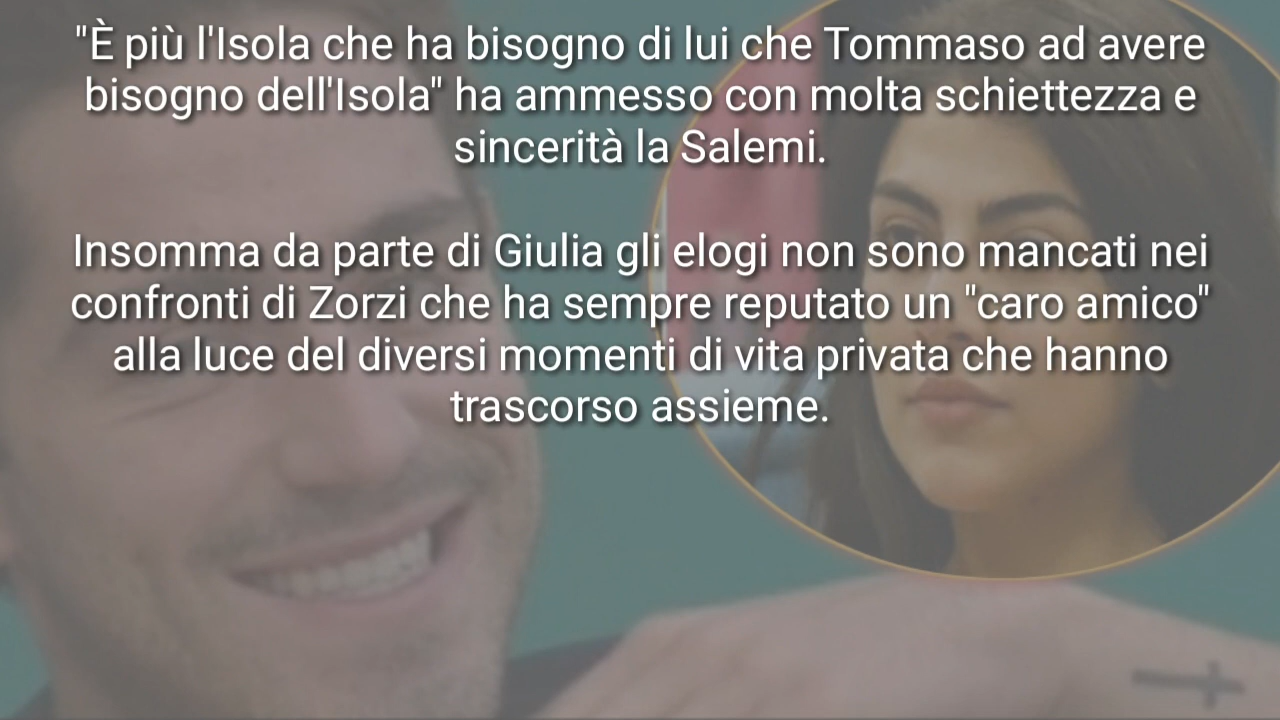 "È più l'Isola che ha bisogno di lui che Tommaso ad avere
bisogno dell'Isola" ha ammesso con molta schiettezza e
sincerità la Salemi.
Insomma da parte di Giulia gli elogi non sono mancati nei
confronti di Zorzi che ha sempre reputato un "caro amico"
alla luce del diversi momenti di vita privata che hanno
trascorso assieme.